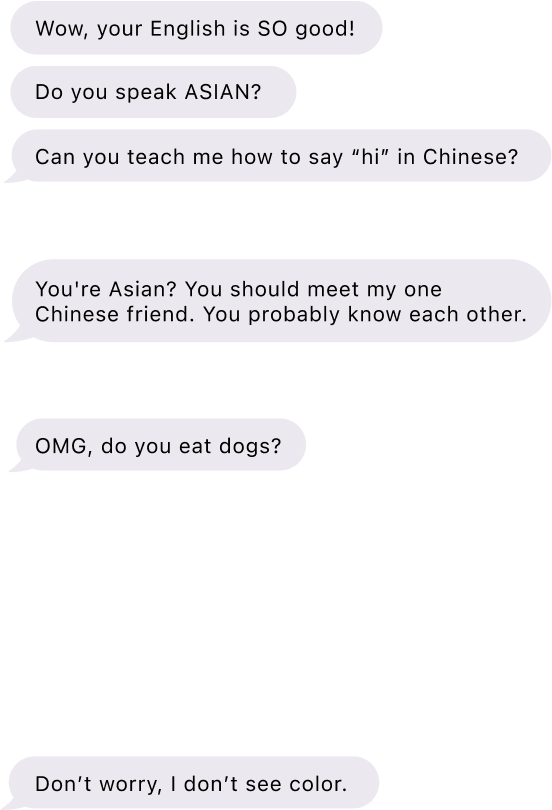 Wow, your English is SO good!
Do you speak ASIAN?
Can you teach me how to say “hi” in Chinese?
You're Asian? You should meet my one
Chinese friend. You probably know each other.
OMG, do you eat dogs?
Don’t worry, I don’t see color.